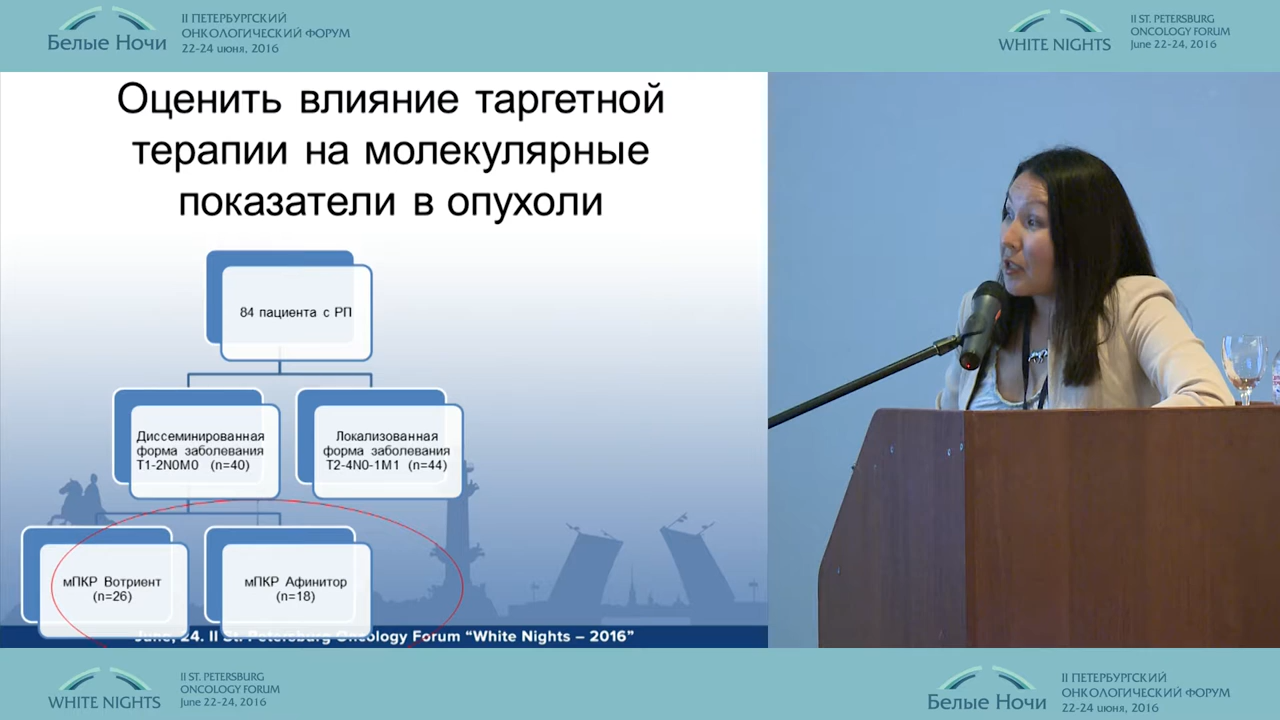 Белые Ночи
II ПЕТЕРБУРГСКИЙ
ОНКОЛОГИЧЕСКИЙ ФОРУМ
22-24 июня, 2016
WHITE NIGHTS
II ST. PETERSBURG
ONCOLOGY FORUM
June 22-24, 2016
Оценить влияние таргетной
терапии на молекулярные
показатели в опухоли
84 пациента с РП
Диссеминированная
форма заболевания
T1-2N0M0 (n=40)
Локализованная
форма заболевания
T2-4N0-1M1 (n=44)
мПКР Вотриент
(n=26)
мПКР Афинитор
(n=18)
June, 24. II St. Petersburg Oncology Forum “White Nights – 2016”
WHITE NIGHTS
II ST. PETERSBURG
ONCOLOGY FORUM
June 22-24, 2016
Белые Ночи
II ПЕТЕРБУРГСКИЙ
ОНКОЛОГИЧЕСКИЙ ФОРУМ
22-24 июня, 2016